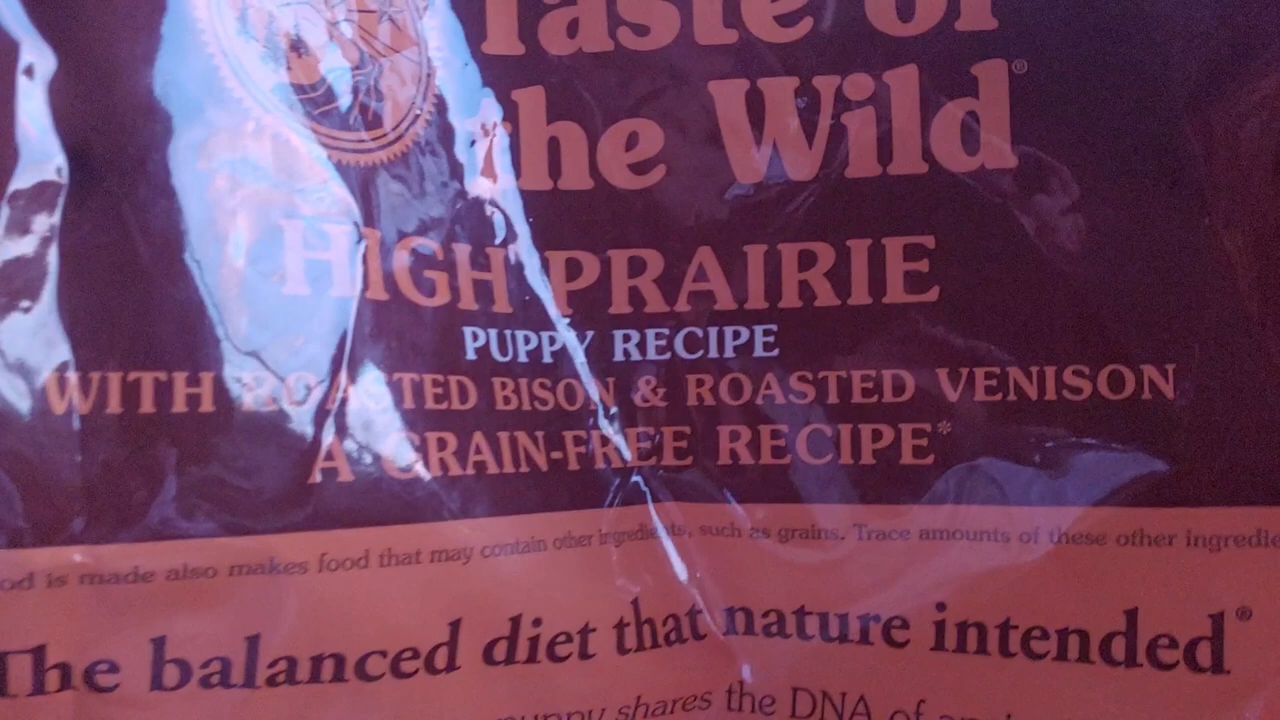 Taste of
the Wild®
HIGH PRAIRIE
PUPPY RECIPE
WITH ROASTED BISON & ROASTED VENISON
A GRAIN-FREE RECIPE*
od is made also makes food that may contain other ingredients, such as grains. Trace amounts of these other ingredie
The balanced diet that nature intended®
puppy shares the DNA of